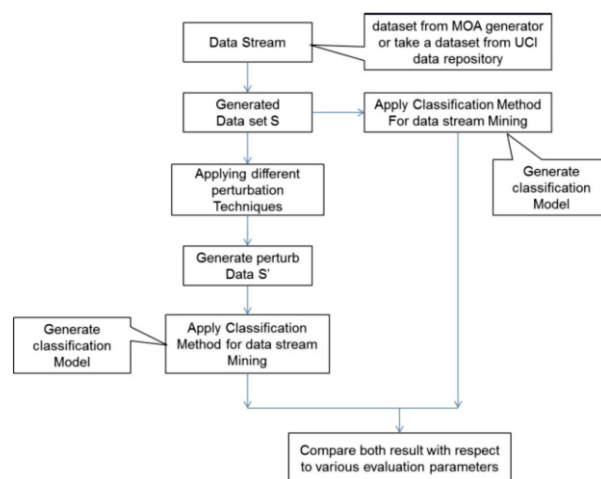 Data Stream
dataset from MOA generator
or take a dataset from UCI
data repository
Generated
Data set S
Apply Classification Method
For data stream Mining
Applying different
perturbation
Techniques
Generate
classification
Model
Generate perturb
Data S'
Generate
classification
Model
Apply Classification
Method for data stream
Mining
Compare both result with respect
to various evaluation parameters